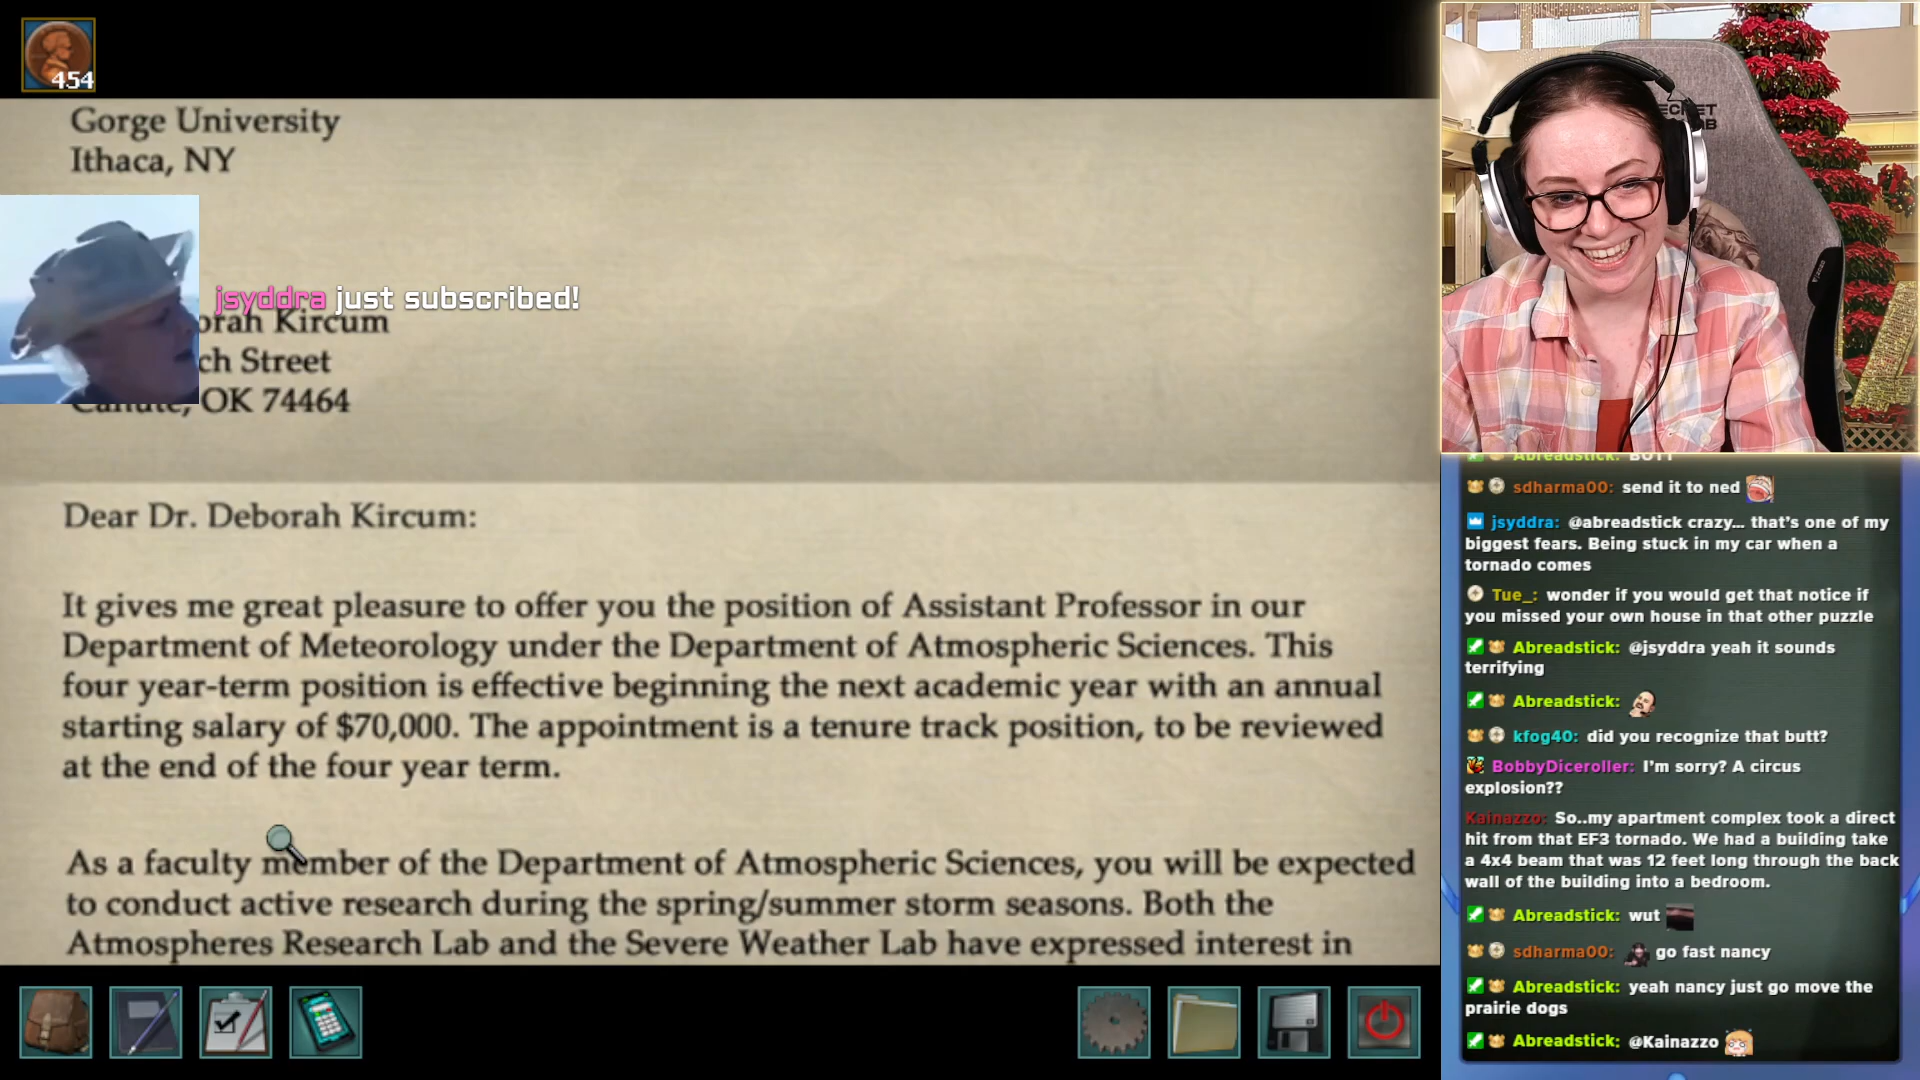 454
Gorge University
Ithaca, NY
jsyddra just subscribed!
orah Kircum
ch Street
Canute, OK 74464
Dear Dr. Deborah Kircum:
It gives me great pleasure to offer you the position of Assistant Professor in our
Department of Meteorology under the Department of Atmospheric Sciences. This
four year-term position is effective beginning the next academic year with an annual
starting salary of $70,000. The appointment is a tenure track position, to be reviewed
at the end of the four year term.
As a faculty member of the Department of Atmospheric Sciences, you will be expected
to conduct active research during the spring/summer storm seasons. Both the
Atmospheres Research Lab and the Severe Weather Lab have expressed interest in
Abreadstick: BUTT
sdharma00: send it to ned
jsyddra: @abreadstick crazy... that's one of my
biggest fears. Being stuck in my car when a
tornado comes
Tue_: wonder if you would get that notice if
you missed your own house in that other puzzle
Abreadstick: @jsyddra yeah it sounds
terrifying
Abreadstick:
kfog40: did you recognize that butt?
BobbyDiceroller: I'm sorry? A circus
explosion??
Kainazzo: So..my apartment complex took a direct
hit from that EF3 tornado. We had a building take
a 4x4 beam that was 12 feet long through the back
wall of the building into a bedroom.
Abreadstick: wut
sdharma00: go fast nancy
Abreadstick: yeah nancy just go move the
prairie dogs
Abreadstick: @Kainazzo